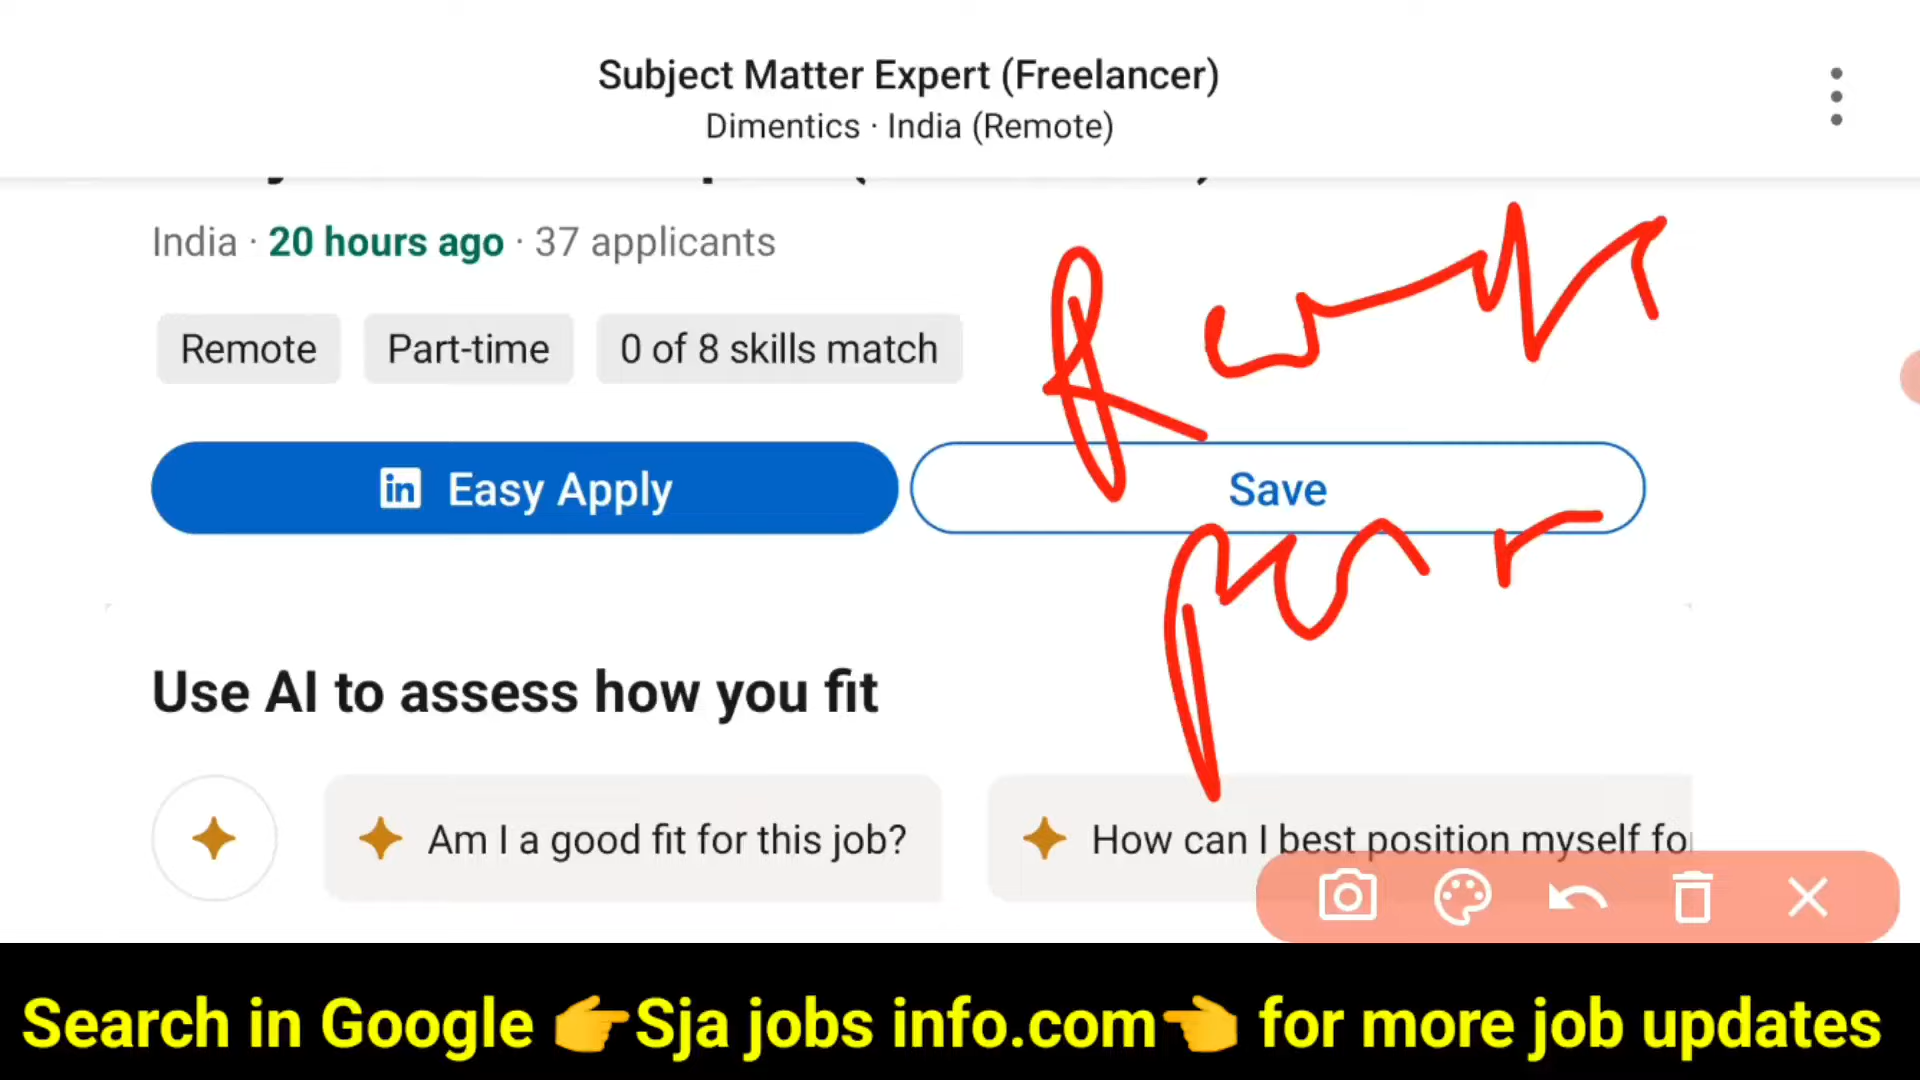 Subject Matter Expert (Freelancer)
Dimentics · India (Remote)
India · 20 hours ago · 37 applicants
Remote
Part-time
0 of 8 skills match
in Easy Apply
Save
Use AI to assess how you fit
Am I a good fit for this job?
How can I best position myself fo
Search in Google 👉Sja jobs info.com👈 for more job updates